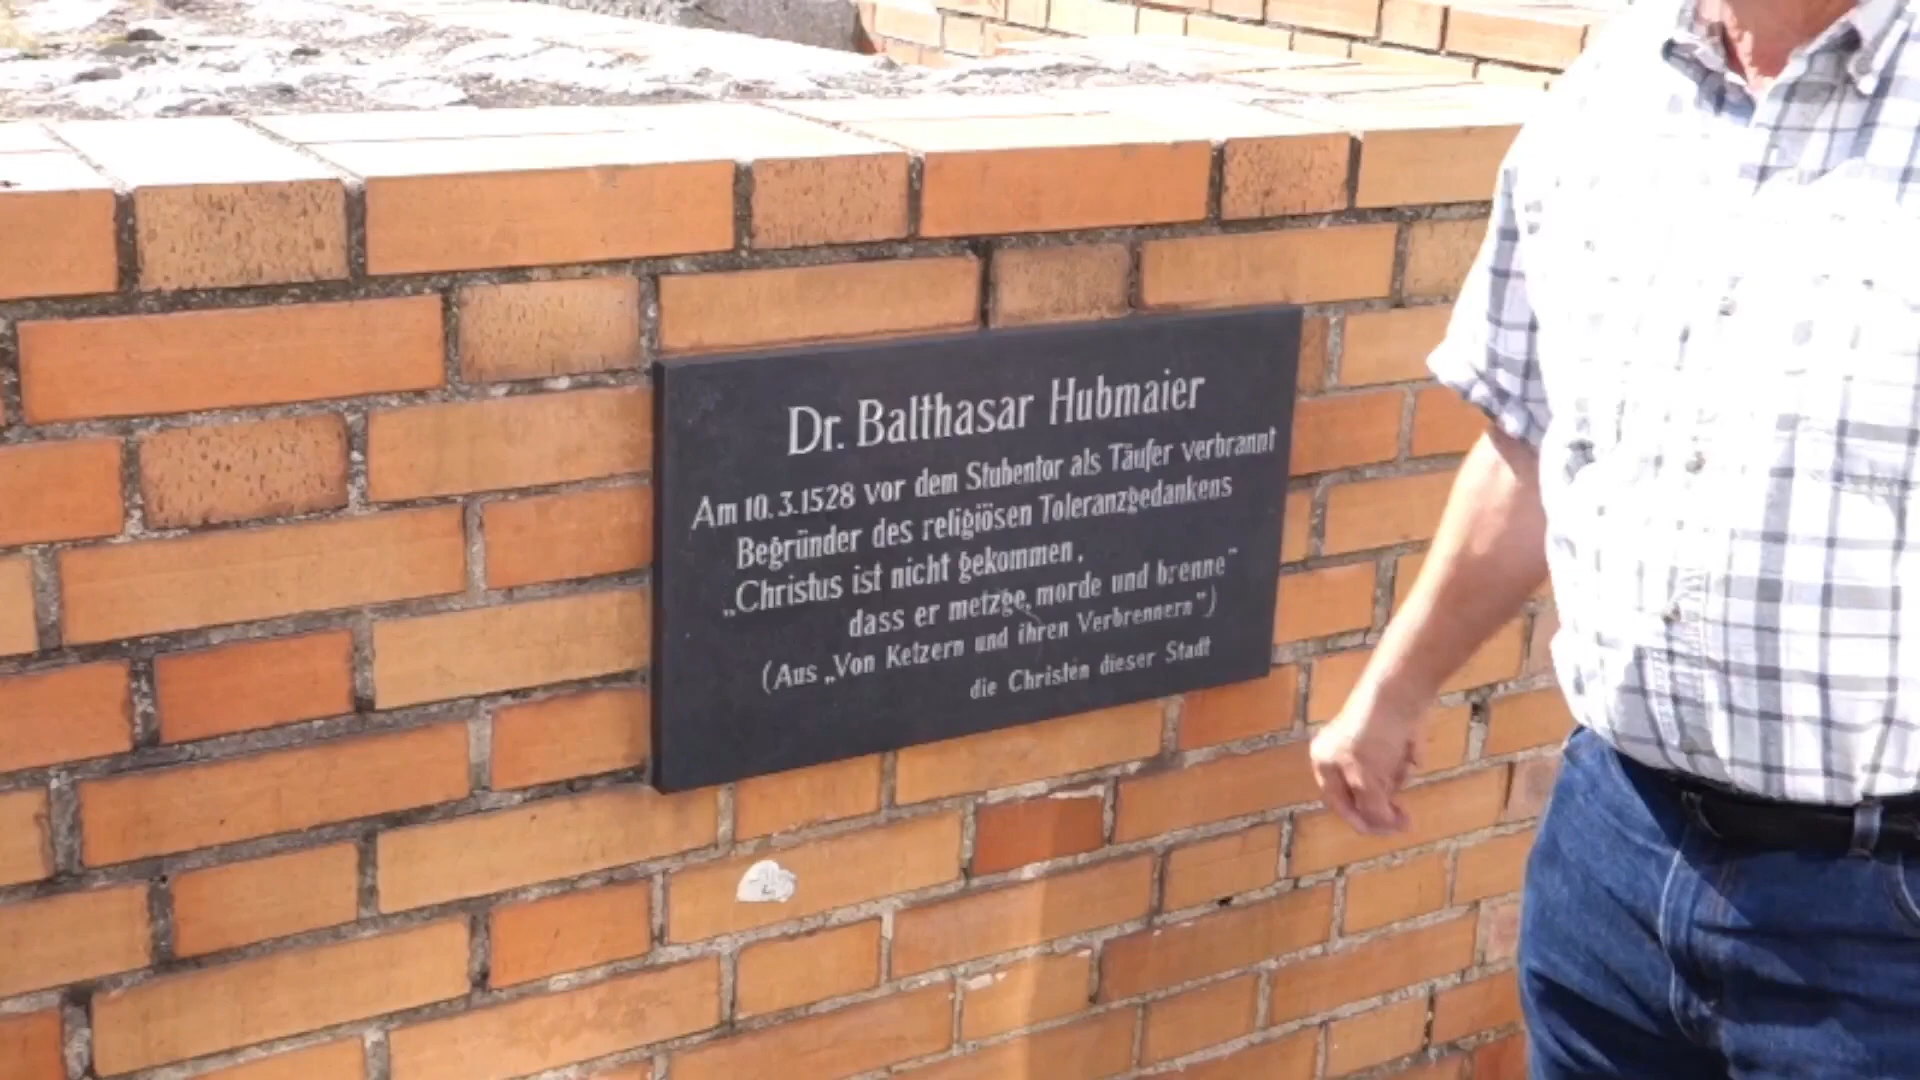 Dr. Balthasar Hubmaier
Am 10.3.1528 vor dem Stubentor als Täufer verbrannt
Begründer des religiösen Toleranzgedankens
„Christus ist nicht gekommen,
dass er metzge, morde und brenne"
(Aus „Von Ketzern und ihren Verbrennern")
die Christen dieser Stadt